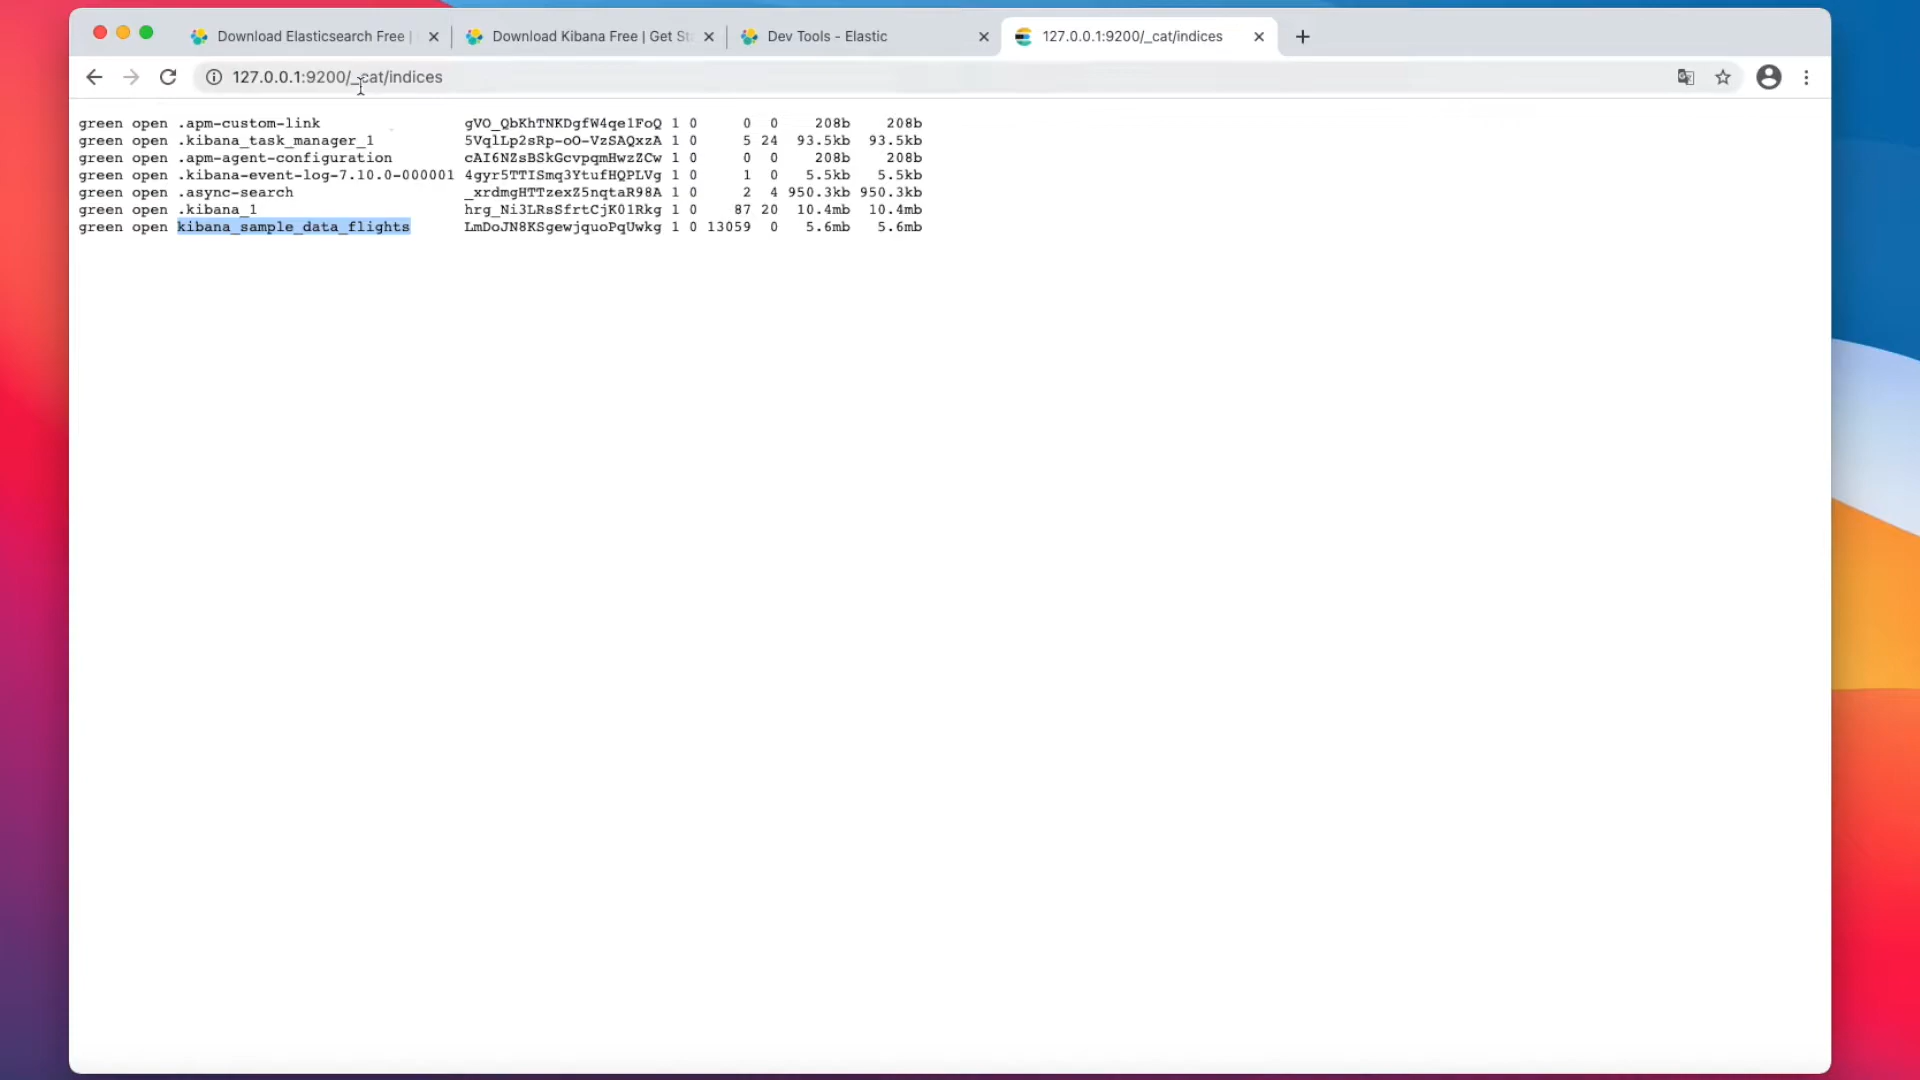 Download Elasticsearch Free |
Download Kibana Free | Get St
Dev Tools - Elastic
127.0.0.1:9200/_cat/indices
127.0.0.1:9200/_cat/indices
green open .apm-custom-link gVO_QbKhTNKDgfW4qe1FoQ 1 0 0 0 208b 208b
green open .kibana_task_manager_1 5VqlLp2sRp-oO-VzSAQxzA 1 0 5 24 93.5kb 93.5kb
green open .apm-agent-configuration cAI6NZsBSkGcvpqmHwzZCw 1 0 0 0 208b 208b
green open .kibana-event-log-7.10.0-000001 4gyr5TTISmq3YtufHQPLVg 1 0 1 0 5.5kb 5.5kb
green open .async-search _xrdmgHTTzexZ5nqtaR98A 1 0 2 4 950.3kb 950.3kb
green open .kibana_1 hrg_Ni3LRsSfrtCjK01Rkg 1 0 87 20 10.4mb 10.4mb
green open kibana_sample_data_flights LmDoJN8KSgewjquoPqUwkg 1 0 13059 0 5.6mb 5.6mb